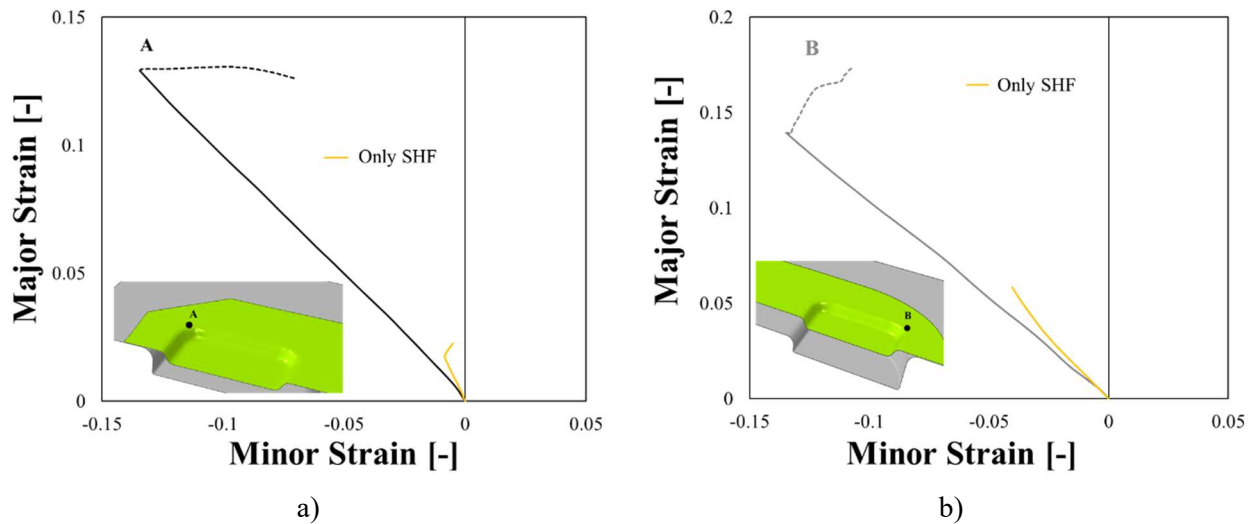 0.15
A
0.1
Major Strain [-]
Only SHF
0.05
A
0
-0.15 -0.1 -0.05 0 0.05
Minor Strain [-]
a)
0.2
B
Only SHF
0.15
Major Strain [-]
0.1
0.05
B
0
-0.15 -0.1 -0.05 0 0.05
Minor Strain [-]
b)